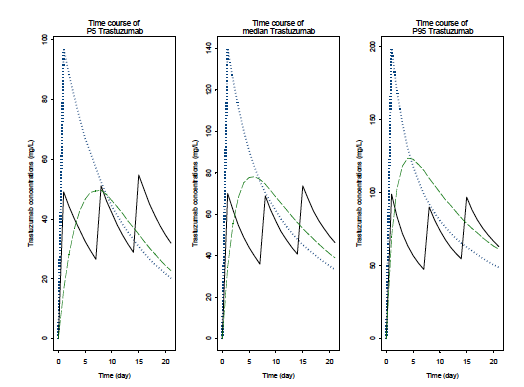 Time course of
P5 Trastuzumab
Trastuzumab concentrations (mg/L)
0
20
40
60
80
100
0
5
10
15
20
Time (day)
Time course of
median Trastuzumab
Trastuzumab concentrations (mg/L)
0
20
40
60
80
100
120
140
0
5
10
15
20
Time (day)
Time course of
P95 Trastuzumab
Trastuzumab concentrations (mg/L)
0
50
100
150
200
0
5
10
15
20
Time (day)